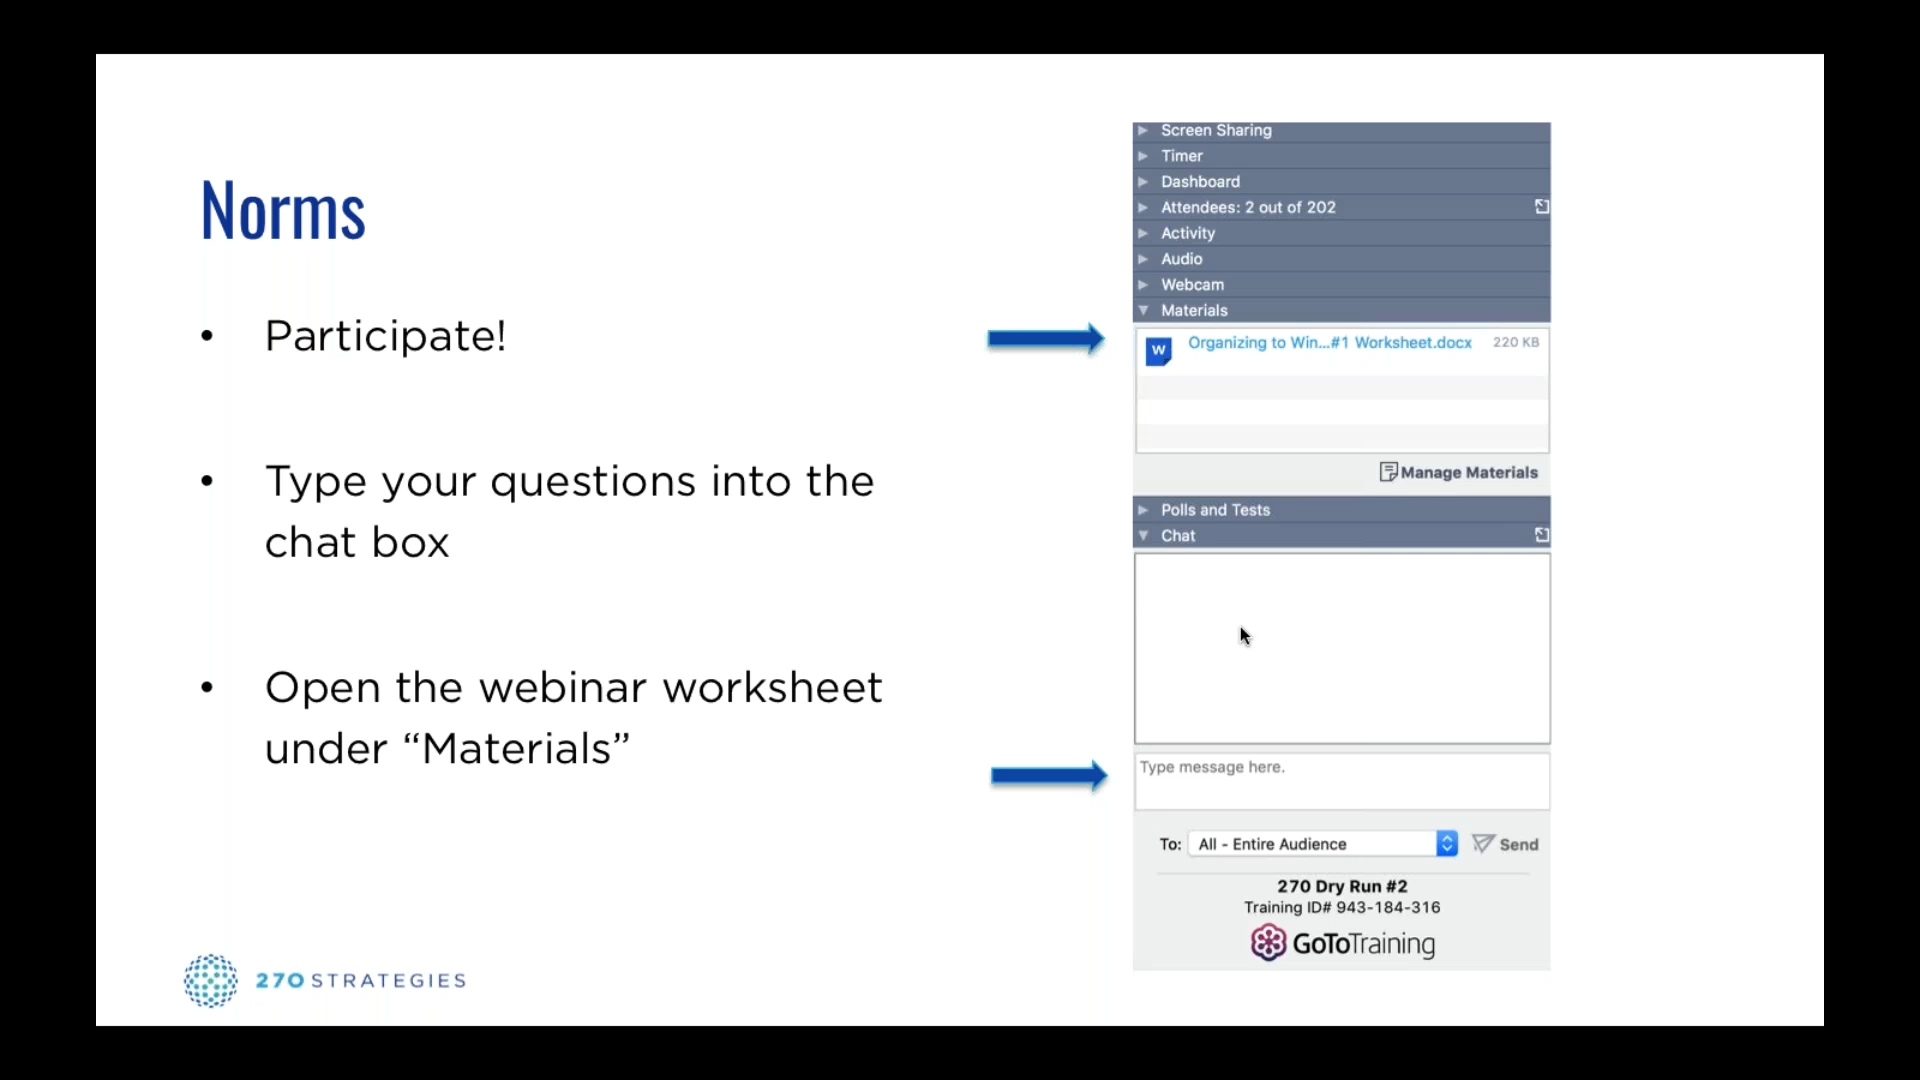 Norms
• Participate!
• Type your questions into the
chat box
• Open the webinar worksheet
under “Materials”
270 STRATEGIES
Screen Sharing
Timer
Dashboard
Attendees: 2 out of 202
Activity
Audio
Webcam
Materials
W
Organizing to Win...#1 Worksheet.docx 220 KB
Manage Materials
Polls and Tests
Chat
Type message here.
To: All - Entire Audience Send
270 Dry Run #2
Training ID# 943-184-316
GoToTraining